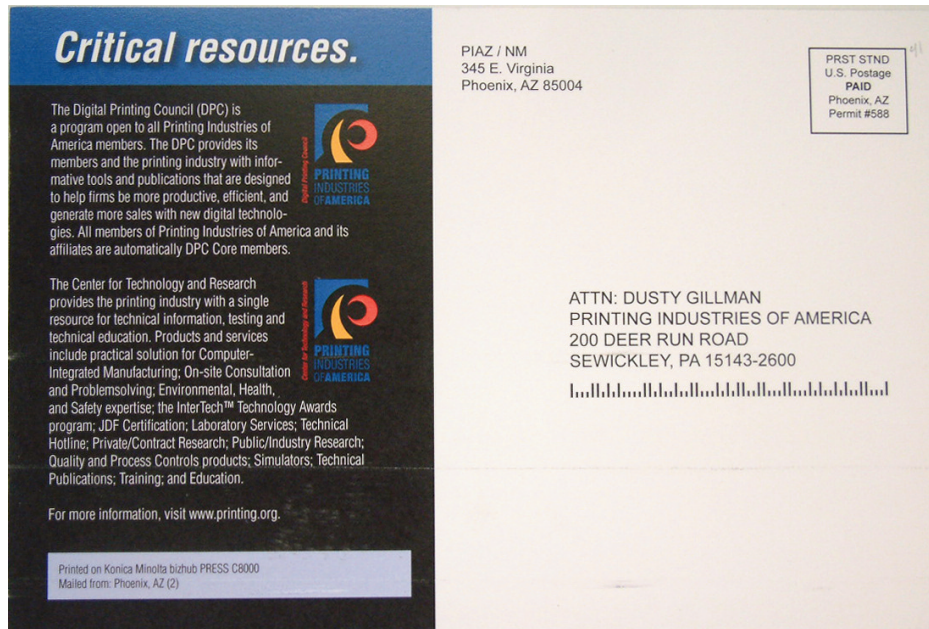 Critical resources.
The Digital Printing Council (DPC) is
a program open to all Printing Industries of
America members. The DPC provides its
members and the printing industry with infor-
mative tools and publications that are designed
to help firms be more productive, efficient, and
generate more sales with new digital technolo-
gies. All members of Printing Industries of America and its
affiliates are automatically DPC Core members.
Digital Printing Council
PRINTING
INDUSTRIES
OF AMERICA
The Center for Technology and Research
provides the printing industry with a single
resource for technical information, testing and
technical education. Products and services
include practical solution for Computer-
Integrated Manufacturing; On-site Consultation
and Problemsolving; Environmental, Health,
and Safety expertise; the InterTech™ Technology Awards
program; JDF Certification; Laboratory Services; Technical
Hotline; Private/Contract Research; Public/Industry Research;
Quality and Process Controls products; Simulators; Technical
Publications; Training; and Education.
Center for Technology and Research
PRINTING
INDUSTRIES
OF AMERICA
For more information, visit www.printing.org.
Printed on Konica Minolta bizhub PRESS C8000
Mailed from: Phoenix, AZ (2)
PIAZ / NM
345 E. Virginia
Phoenix, AZ 85004
PRST STND
U.S. Postage
PAID
Phoenix, AZ
Permit #588
ATTN: DUSTY GILLMAN
PRINTING INDUSTRIES OF AMERICA
200 DEER RUN ROAD
SEWICKLEY, PA 15143-2600